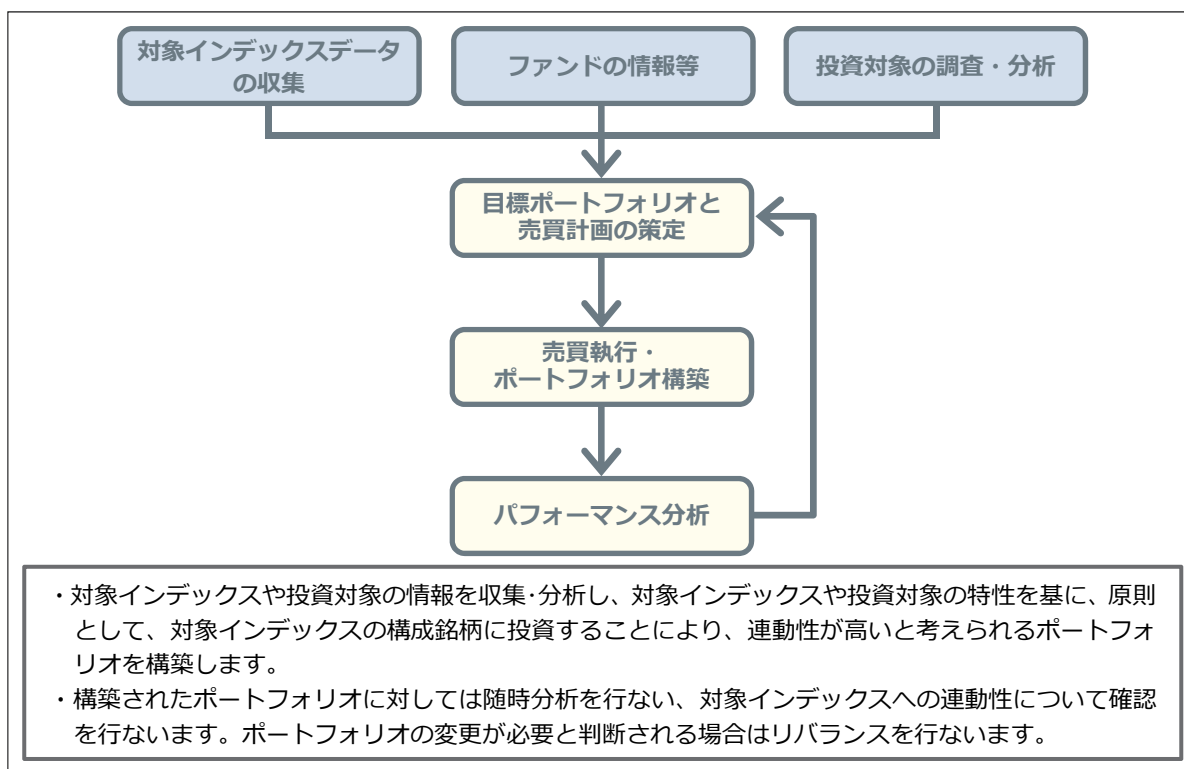 対象インデックスデータ
の収集
ファンドの情報等
投資対象の調査・分析
目標ポートフォリオと
売買計画の策定
売買執行・
ポートフォリオ構築
パフォーマンス分析
・対象インデックスや投資対象の情報を収集･分析し、対象インデックスや投資対象の特性を基に、原則
として、対象インデックスの構成銘柄に投資することにより、連動性が高いと考えられるポートフォ
リオを構築します。
・構築されたポートフォリオに対しては随時分析を行ない、対象インデックスへの連動性について確認
を行ないます。ポートフォリオの変更が必要と判断される場合はリバランスを行ないます。